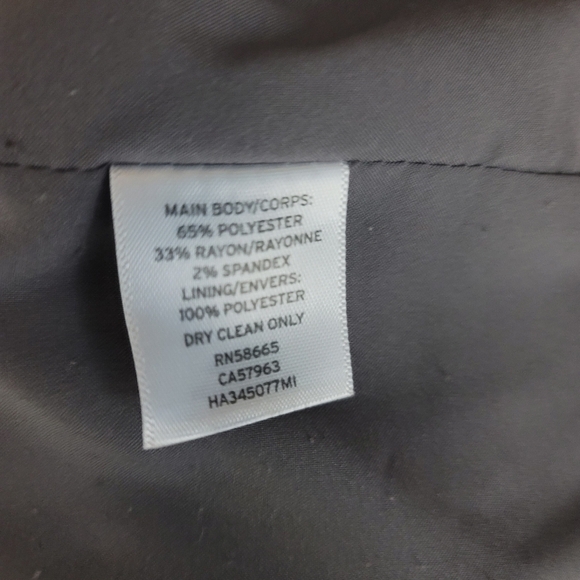 MAIN BODY/CORPS:
65% POLYESTER
33% RAYON/RAYONNE
2% SPANDEX
LINING/ENVERS:
100% POLYESTER
DRY CLEAN ONLY
RN58665
CA57963
HA345077MI